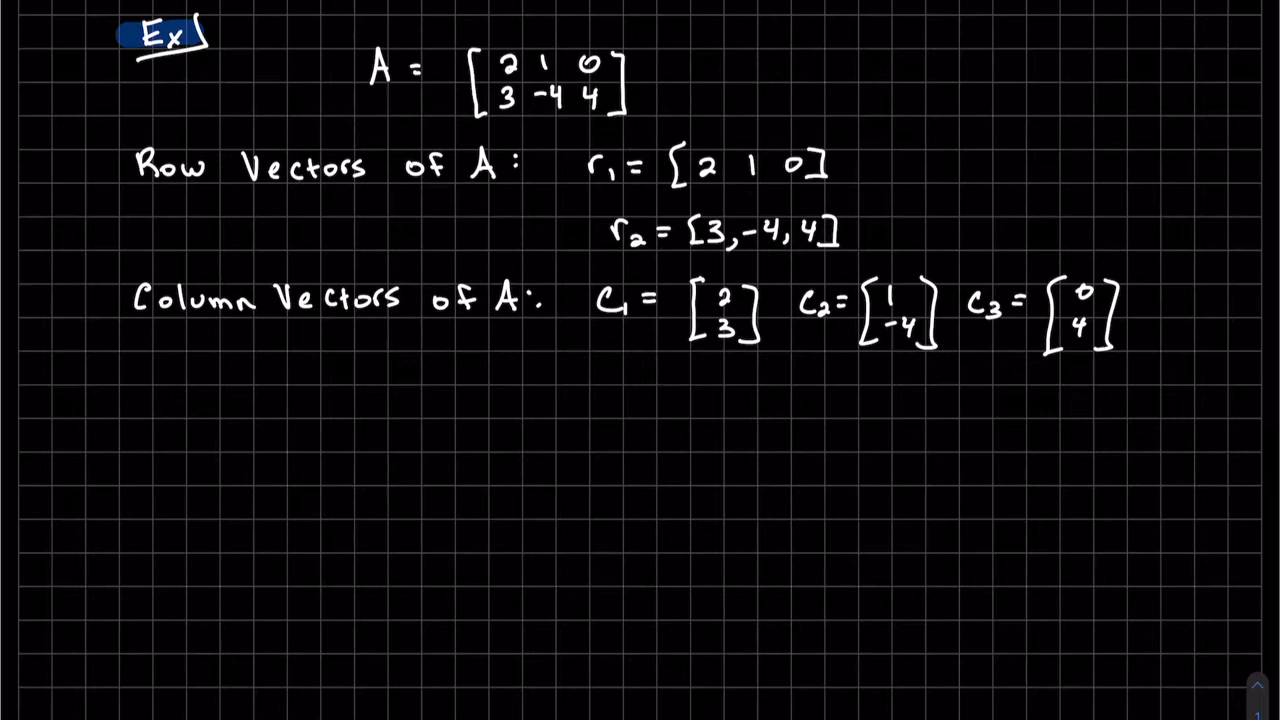 Ex
A = [2 1 0
3 -4 4]
Row Vectors of A: r₁ = [2 1 0]
r₂ = [3, -4, 4]
Column Vectors of A: c₁ = [2 3] c₂ = [1 -4] c₃ = [0 4]
1